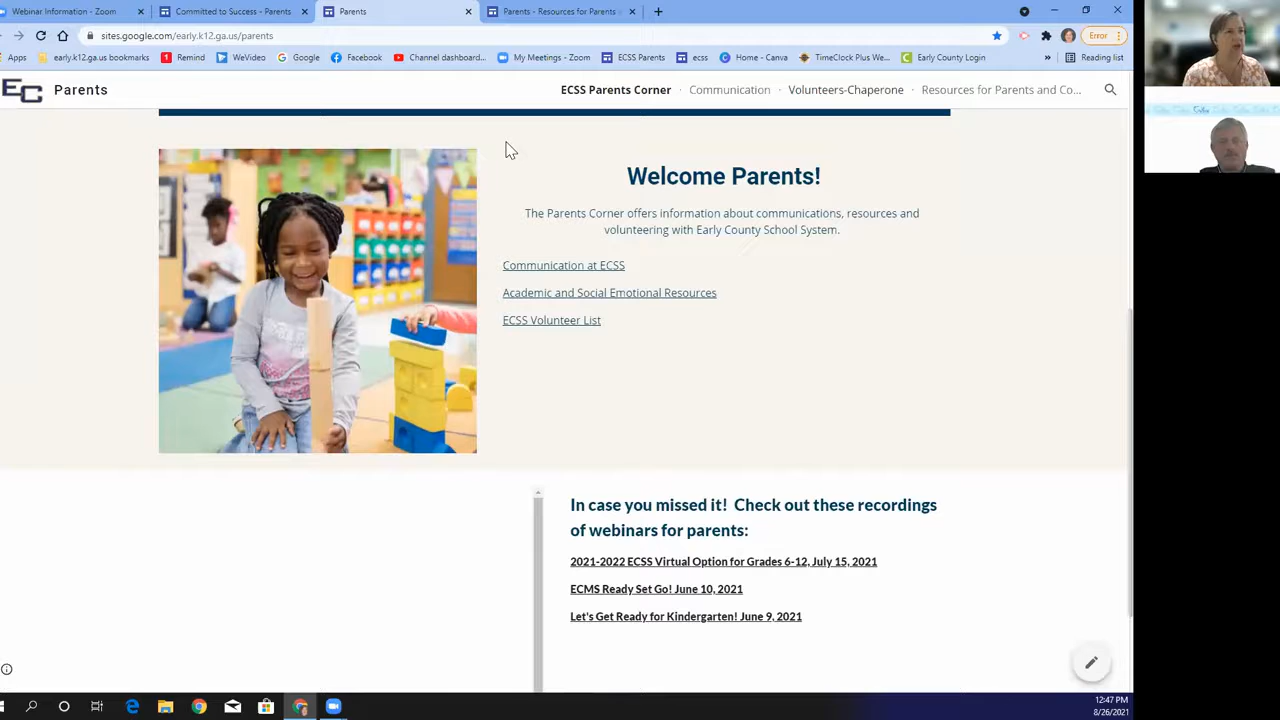 Webinar Information - Zoom
Committed to Success - Parents
Parents
Parents - Resources for Parents
sites.google.com/early.k12.ga.us/parents
Error
Apps
early.k12.ga.us bookmarks
Remind
WeVideo
Google
Facebook
Channel dashboard...
My Meetings - Zoom
ECSS Parents
ecss
Home - Canva
TimeClock Plus We...
Early County Login
»
Reading list
EC Parents
ECSS Parents Corner
Communication
Volunteers-Chaperone
Resources for Parents and Co...
Welcome Parents!
The Parents Corner offers information about communications, resources and
volunteering with Early County School System.
Communication at ECSS
Academic and Social Emotional Resources
ECSS Volunteer List
In case you missed it! Check out these recordings
of webinars for parents:
2021-2022 ECSS Virtual Option for Grades 6-12, July 15, 2021
ECMS Ready Set Go! June 10, 2021
Let's Get Ready for Kindergarten! June 9, 2021
12:47 PM
8/26/2021